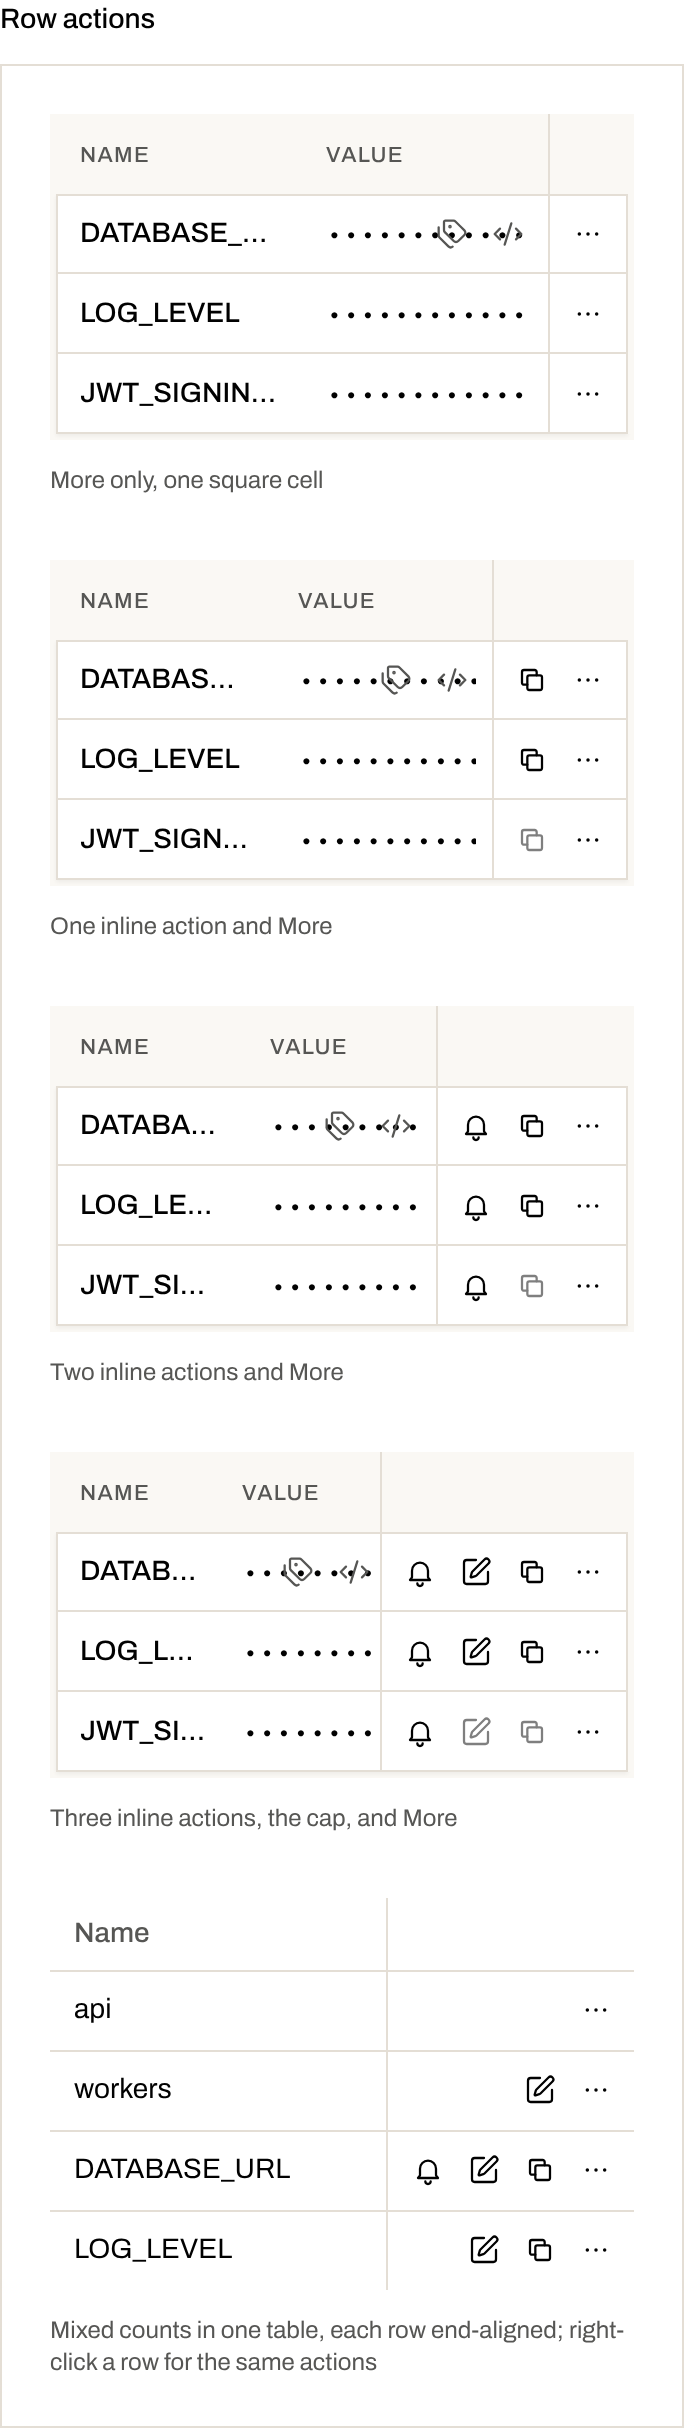 Row actions
NAME VALUE
DATABASE_... ••••••••••••
LOG_LEVEL ••••••••••••
JWT_SIGNIN... ••••••••••••
More only, one square cell
NAME VALUE
DATABAS... •••••••••••
LOG_LEVEL •••••••••••
JWT_SIGN... •••••••••••
One inline action and More
NAME VALUE
DATABA... •••••••••
LOG_LE... •••••••••
JWT_SI... •••••••••
Two inline actions and More
NAME VALUE
DATAB... ••••••••
LOG_L... ••••••••
JWT_SI... ••••••••
Three inline actions, the cap, and More
Name
api
workers
DATABASE_URL
LOG_LEVEL
Mixed counts in one table, each row end-aligned; right-
click a row for the same actions